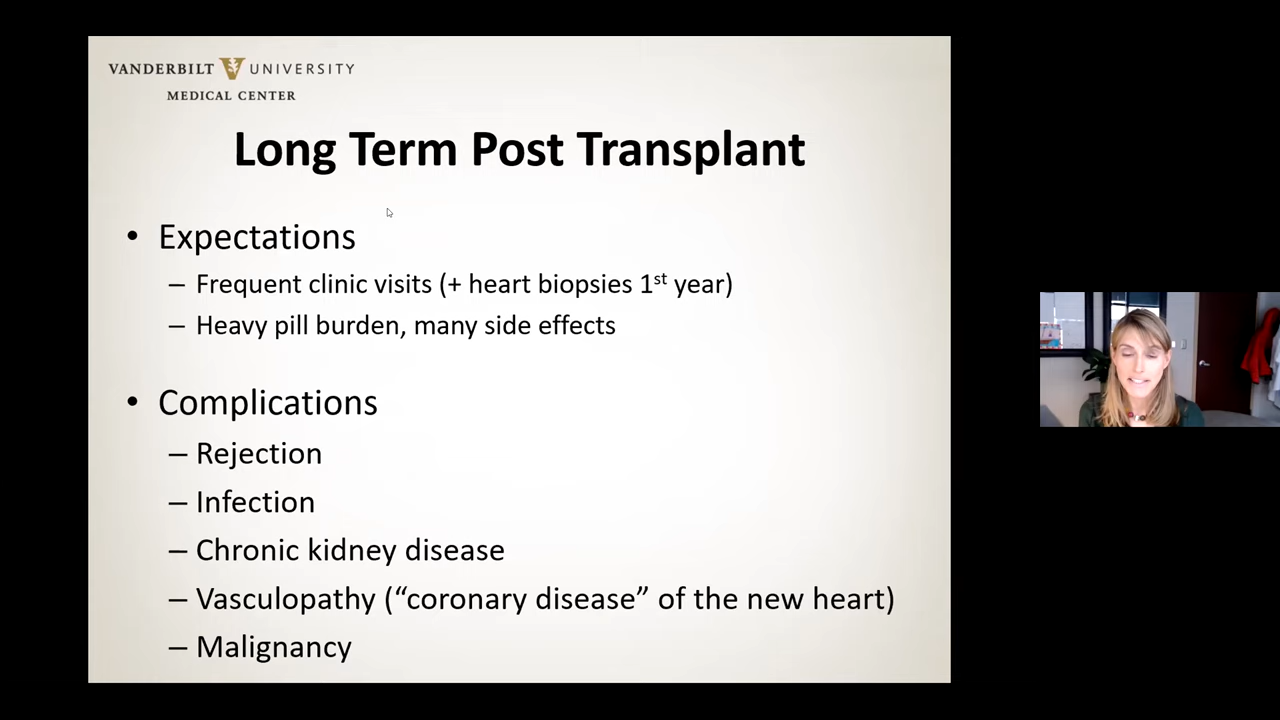 VANDERBILT UNIVERSITY
MEDICAL CENTER
Long Term Post Transplant
• Expectations
– Frequent clinic visits (+ heart biopsies 1st year)
– Heavy pill burden, many side effects
• Complications
– Rejection
– Infection
– Chronic kidney disease
– Vasculopathy (“coronary disease” of the new heart)
– Malignancy